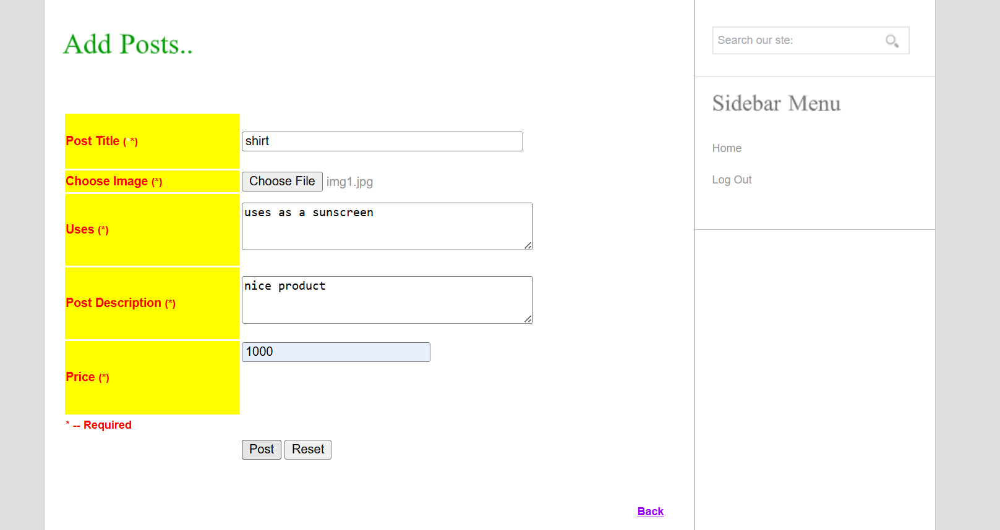 Add Posts..
Search our ste:
Sidebar Menu
Home
Log Out
Post Title ( *)
shirt
Choose Image (*)
Choose File img1.jpg
Uses (*)
uses as a sunscreen
Post Description (*)
nice product
Price (*)
1000
* -- Required
Post Reset
Back